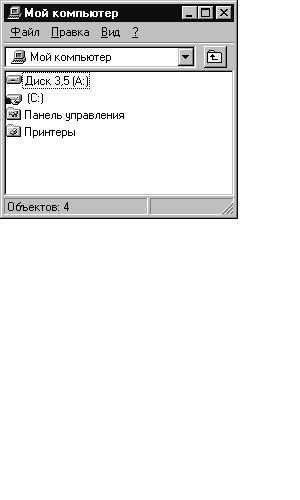 Мой компьютер
Файл Правка Вид ?
Мой компьютер
Диск 3,5 (A:)
(C:)
Панель управления
Принтеры
Объектов: 4